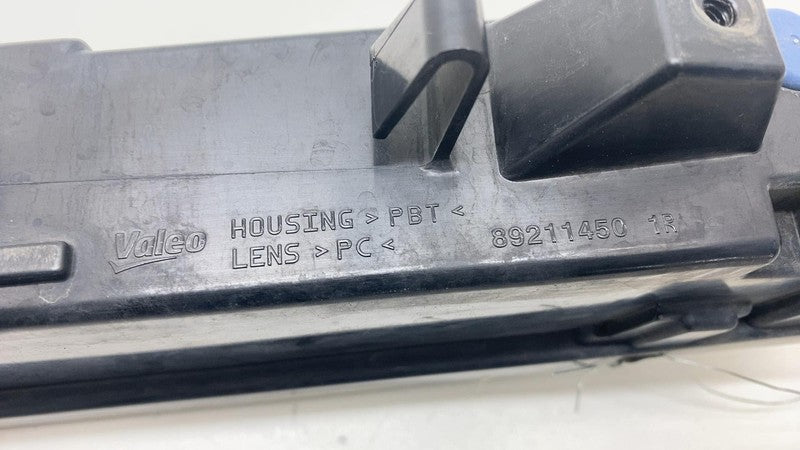 Valeo
HOUSING >PBT<
LENS >PC<
89211450 1R